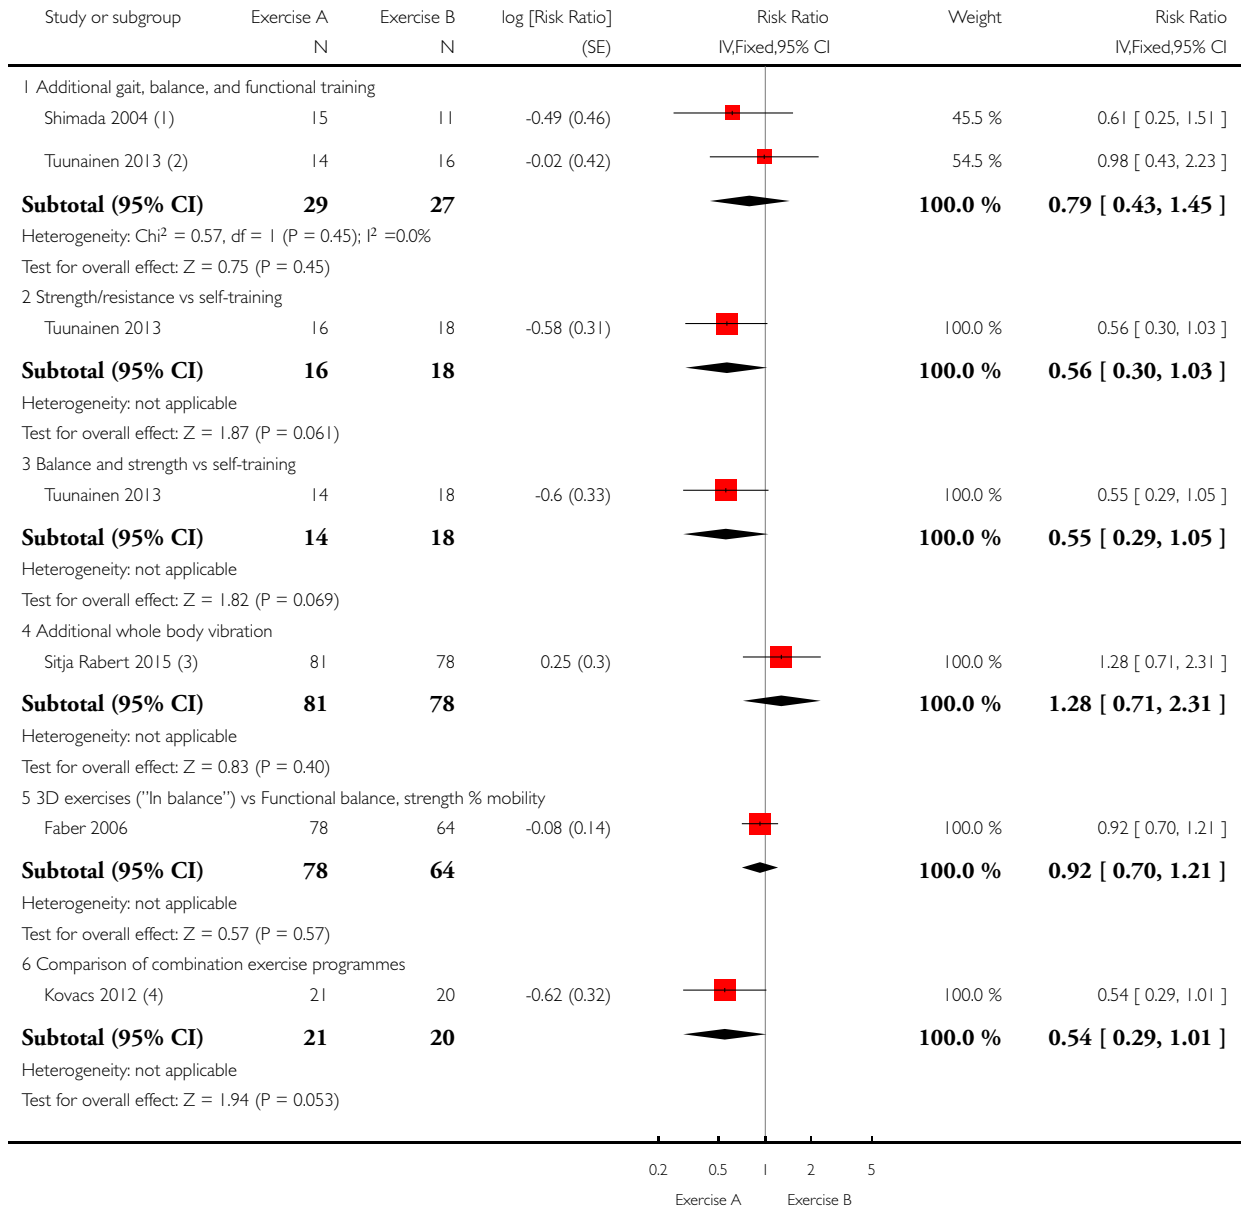 Study or subgroup Exercise A Exercise B log [Risk Ratio] Risk Ratio Weight Risk Ratio
N N (SE) IV,Fixed,95% CI IV,Fixed,95% CI
1 Additional gait, balance, and functional training
Shimada 2004 (1) 15 11 -0.49 (0.46) 45.5 % 0.61 [ 0.25, 1.51 ]
Tuunainen 2013 (2) 14 16 -0.02 (0.42) 54.5 % 0.98 [ 0.43, 2.23 ]
Subtotal (95% CI) 29 27 100.0 % 0.79 [ 0.43, 1.45 ]
Heterogeneity: Chi² = 0.57, df = 1 (P = 0.45); I² =0.0%
Test for overall effect: Z = 0.75 (P = 0.45)
2 Strength/resistance vs self-training
Tuunainen 2013 16 18 -0.58 (0.31) 100.0 % 0.56 [ 0.30, 1.03 ]
Subtotal (95% CI) 16 18 100.0 % 0.56 [ 0.30, 1.03 ]
Heterogeneity: not applicable
Test for overall effect: Z = 1.87 (P = 0.061)
3 Balance and strength vs self-training
Tuunainen 2013 14 18 -0.6 (0.33) 100.0 % 0.55 [ 0.29, 1.05 ]
Subtotal (95% CI) 14 18 100.0 % 0.55 [ 0.29, 1.05 ]
Heterogeneity: not applicable
Test for overall effect: Z = 1.82 (P = 0.069)
4 Additional whole body vibration
Sitja Rabert 2015 (3) 81 78 0.25 (0.3) 100.0 % 1.28 [ 0.71, 2.31 ]
Subtotal (95% CI) 81 78 100.0 % 1.28 [ 0.71, 2.31 ]
Heterogeneity: not applicable
Test for overall effect: Z = 0.83 (P = 0.40)
5 3D exercises ("In balance") vs Functional balance, strength % mobility
Faber 2006 78 64 -0.08 (0.14) 100.0 % 0.92 [ 0.70, 1.21 ]
Subtotal (95% CI) 78 64 100.0 % 0.92 [ 0.70, 1.21 ]
Heterogeneity: not applicable
Test for overall effect: Z = 0.57 (P = 0.57)
6 Comparison of combination exercise programmes
Kovacs 2012 (4) 21 20 -0.62 (0.32) 100.0 % 0.54 [ 0.29, 1.01 ]
Subtotal (95% CI) 21 20 100.0 % 0.54 [ 0.29, 1.01 ]
Heterogeneity: not applicable
Test for overall effect: Z = 1.94 (P = 0.053)
0.2 0.5 1 2 5
Exercise A Exercise B